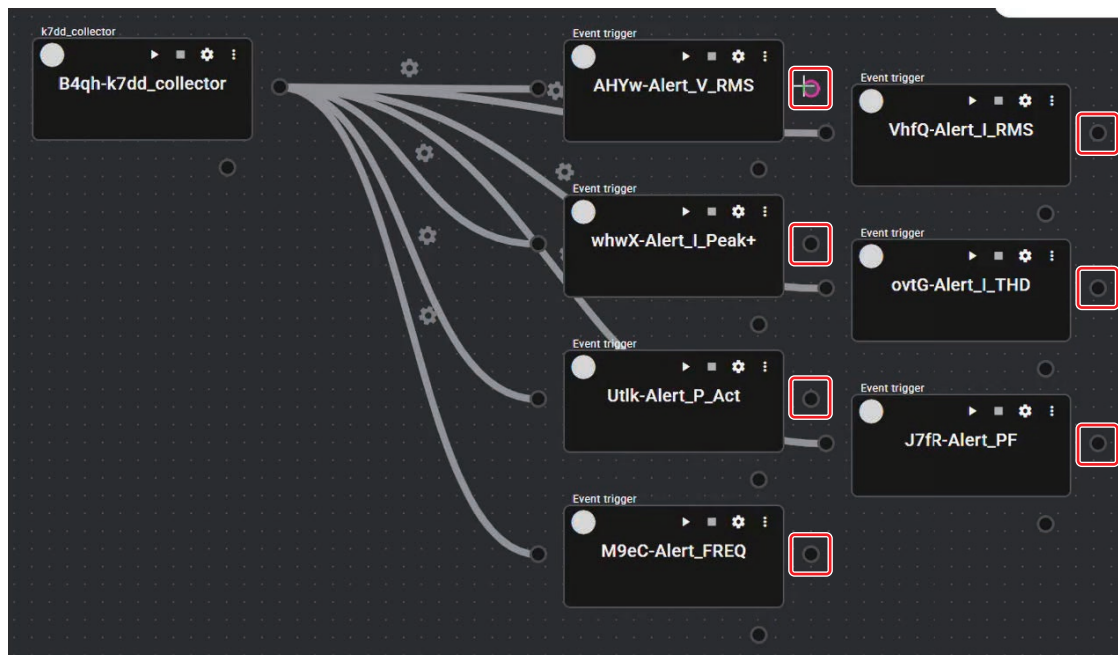 k7dd_collector
B4qh-k7dd_collector
Event trigger
AHYw-Alert_V_RMS
Event trigger
VhfQ-Alert_I_RMS
Event trigger
whwX-Alert_I_Peak+
Event trigger
ovtG-Alert_I_THD
Event trigger
Utlk-Alert_P_Act
Event trigger
J7fR-Alert_PF
Event trigger
M9eC-Alert_FREQ